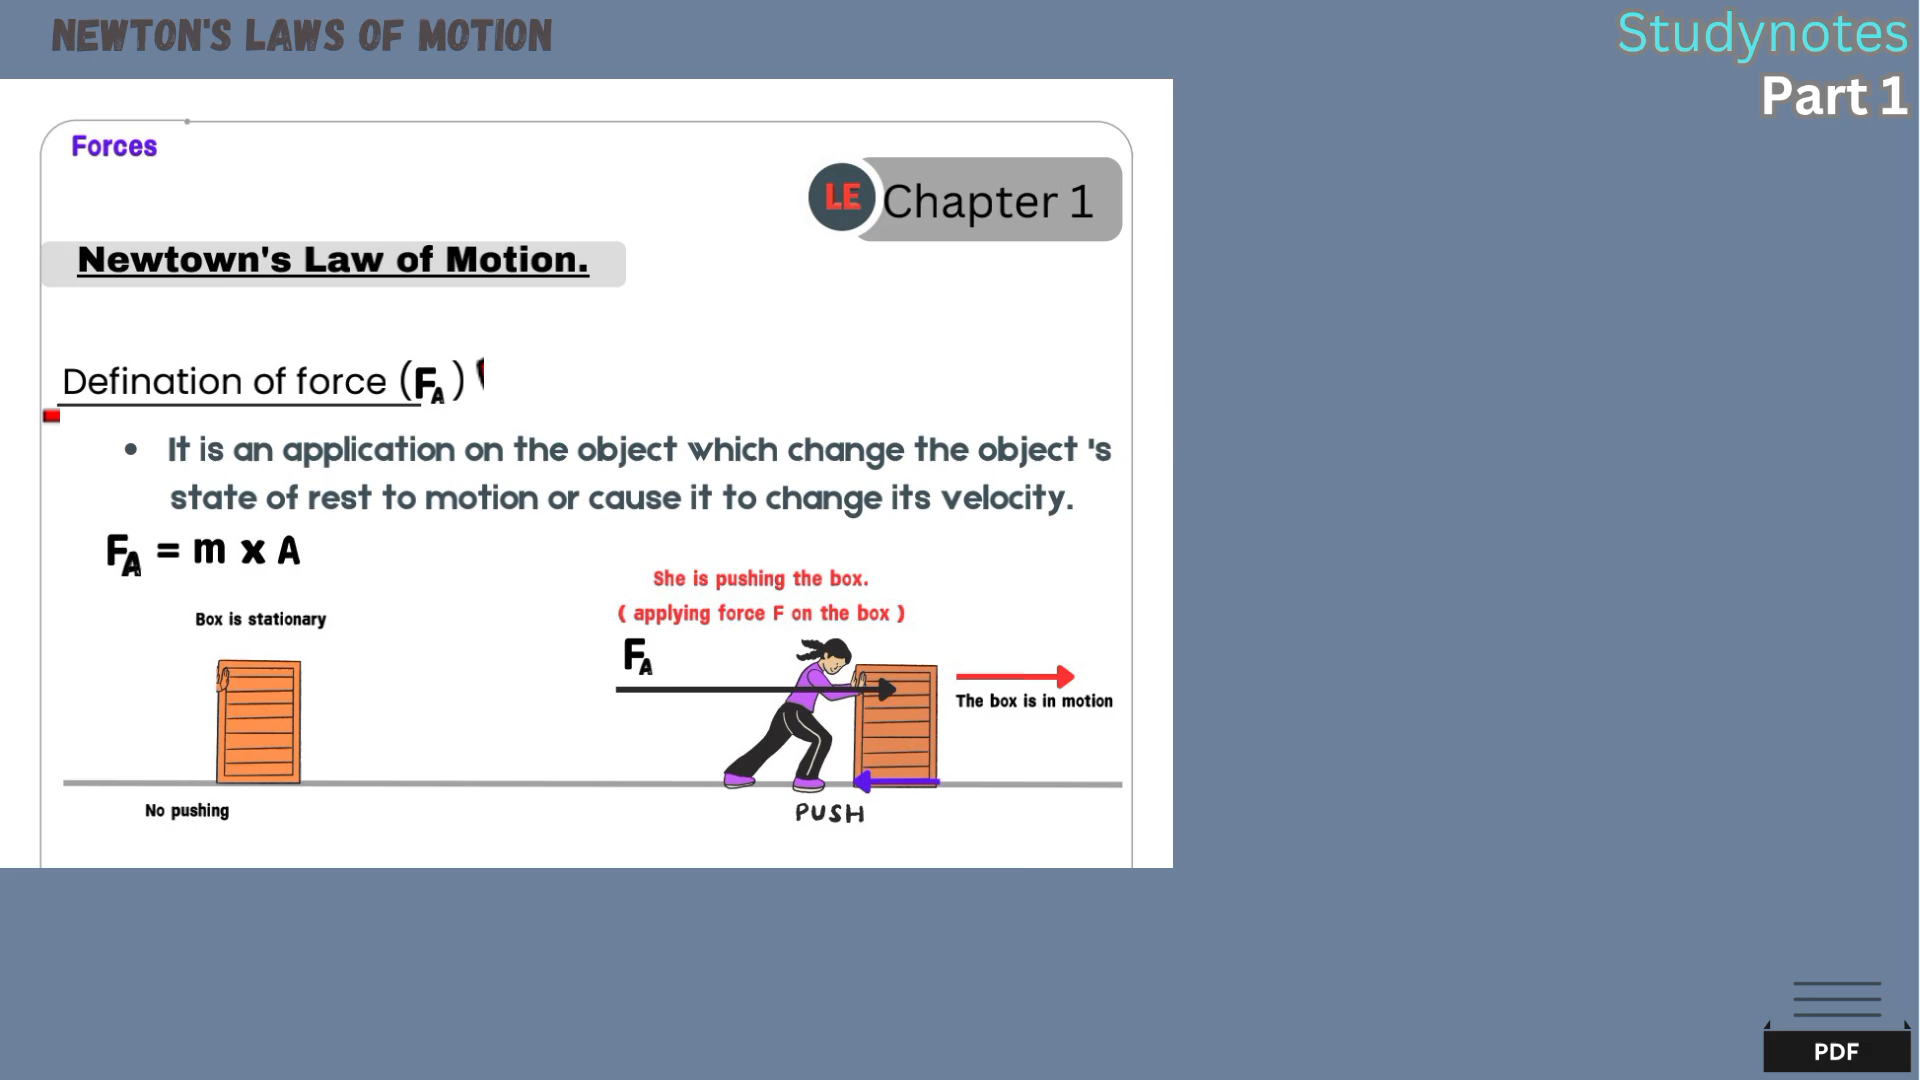 NEWTON'S LAWS OF MOTION
Studynotes
Part 1
Forces
LE Chapter 1
Newtown's Law of Motion.
Defination of force (FA)
• It is an application on the object which change the object 's
state of rest to motion or cause it to change its velocity.
FA = m x A
She is pushing the box.
( applying force F on the box )
Box is stationary
FA
The box is in motion
No pushing
PUSH
PDF